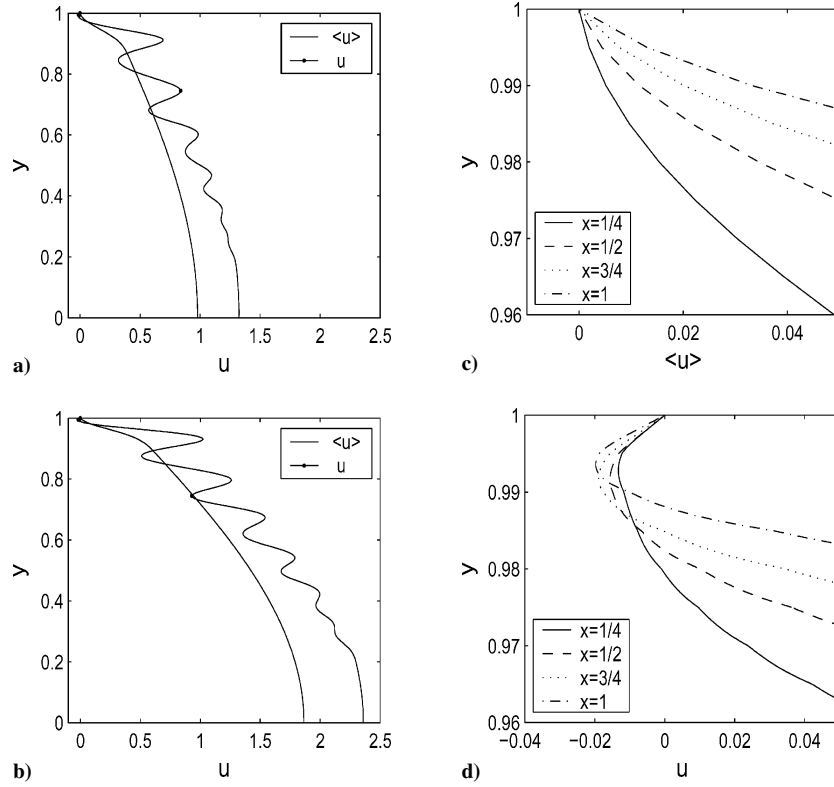 1
0.8
0.6
0.4
0.2
0
y
0
0.5
1
1.5
2
2.5
u
<u>
u
a)
1
0.99
0.98
0.97
0.96
y
0
0.02
0.04
<u>
x=1/4
x=1/2
x=3/4
x=1
c)
1
0.8
0.6
0.4
0.2
0
y
0
0.5
1
1.5
2
2.5
u
<u>
u
b)
1
0.99
0.98
0.97
0.96
y
−0.04
−0.02
0
0.02
0.04
u
x=1/4
x=1/2
x=3/4
x=1
d)